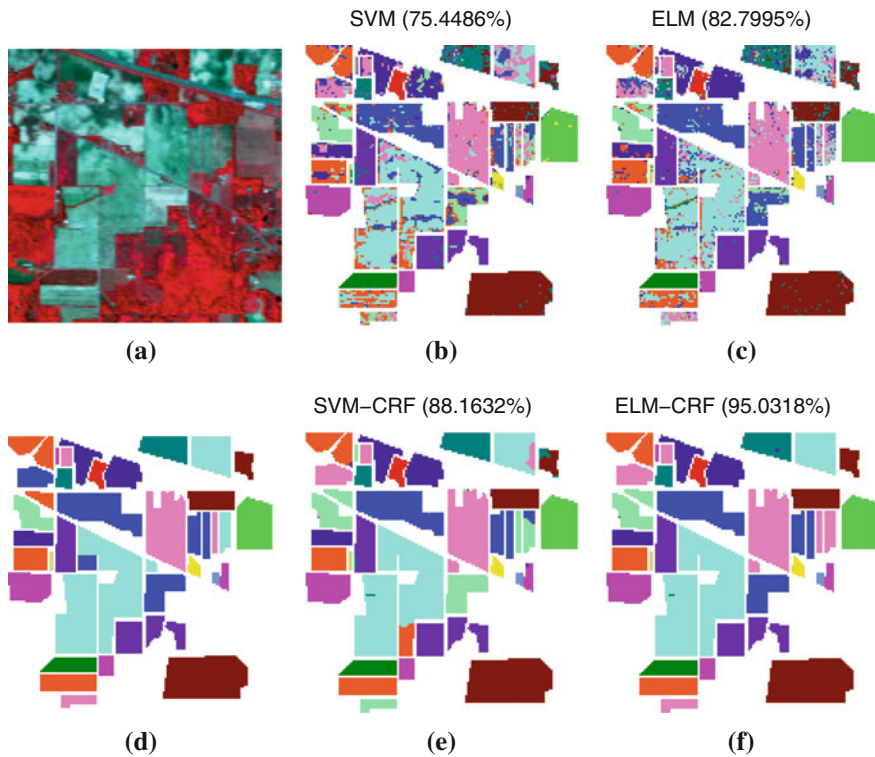 SVM (75.4486%)
ELM (82.7995%)
(a)
(b)
(c)
SVM−CRF (88.1632%)
ELM−CRF (95.0318%)
(d)
(e)
(f)